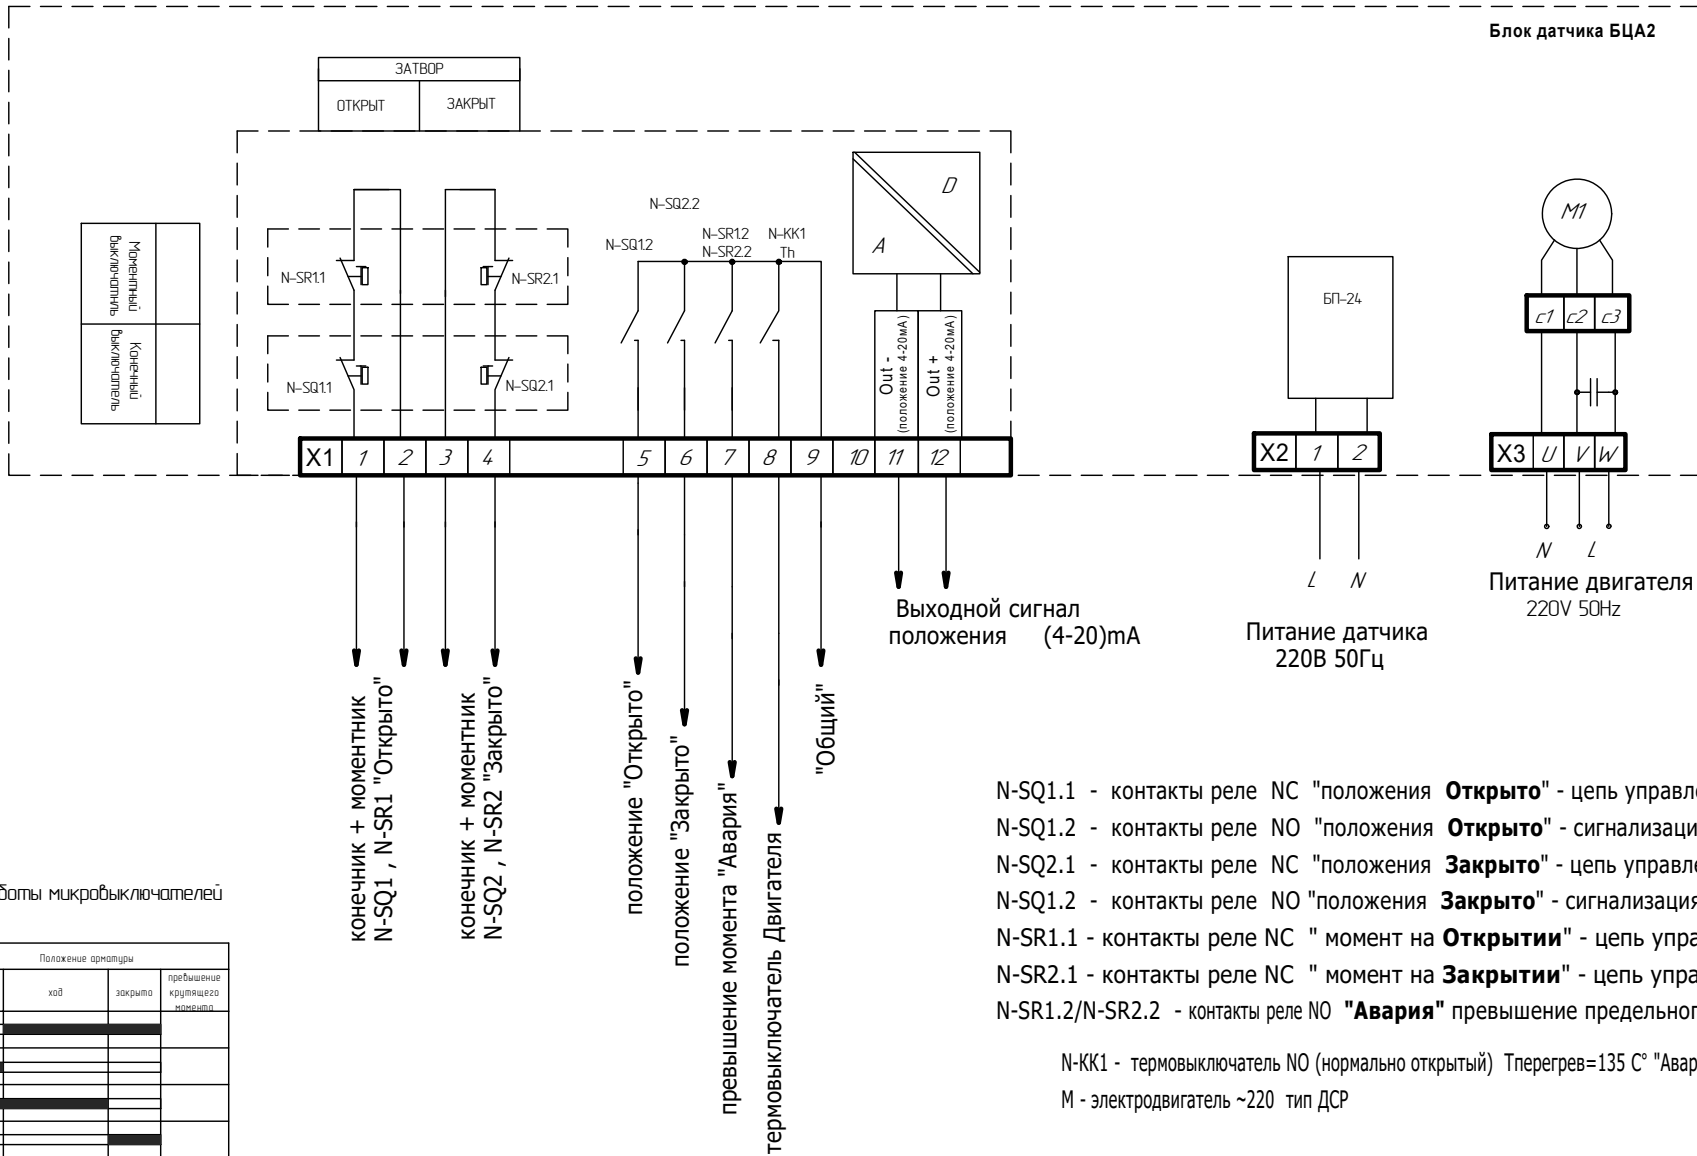 Блок датчика БЦА2
ЗАТВОР
ОТКРЫТ
ЗАКРЫТ
Моментный
выключатнль
Конечный
выключатель
N-SR1.1
N-SR2.1
N-SQ1.1
N-SQ2.1
N-SQ2.2
N-SQ1.2
N-SR1.2
N-SR2.2
N-KK1
Th
D
A
Out -
(положение 4-20мА)
Out +
(положение 4-20мА)
БП-24
M1
c1 c2 c3
X1 1 2 3 4 5 6 7 8 9 10 11 12
X2 1 2
X3 U V W
L N
N L
Питание двигателя
220V 50Hz
Питание датчика
220В 50Гц
Выходной сигнал
положения (4-20)mA
конечник + моментник
N-SQ1 , N-SR1 "Открыто"
конечник + моментник
N-SQ2 , N-SR2 "Закрыто"
положение "Открыто"
положение "Закрыто"
превышение момента "Авария"
термовыключатель Двигателя
"Общий"
N-SQ1.1 - контакты реле NC "положения Открыто" - цепь управл
N-SQ1.2 - контакты реле NO "положения Открыто" - сигнализаци
N-SQ2.1 - контакты реле NC "положения Закрыто" - цепь управл
N-SQ1.2 - контакты реле NO "положения Закрыто" - сигнализация
N-SR1.1 - контакты реле NC " момент на Открытии" - цепь упра
N-SR2.1 - контакты реле NC " момент на Закрытии" - цепь упра
N-SR1.2/N-SR2.2 - контакты реле NO "Авария" превышение предельног
N-KK1 - термовыключатель NO (нормально открытый) Тперегрев=135 С° "Авар
М - электродвигатель ~220 тип ДСР
боты микровыключателей
Положение арматуры
ход
закрыто
превышение
крутящего
момента